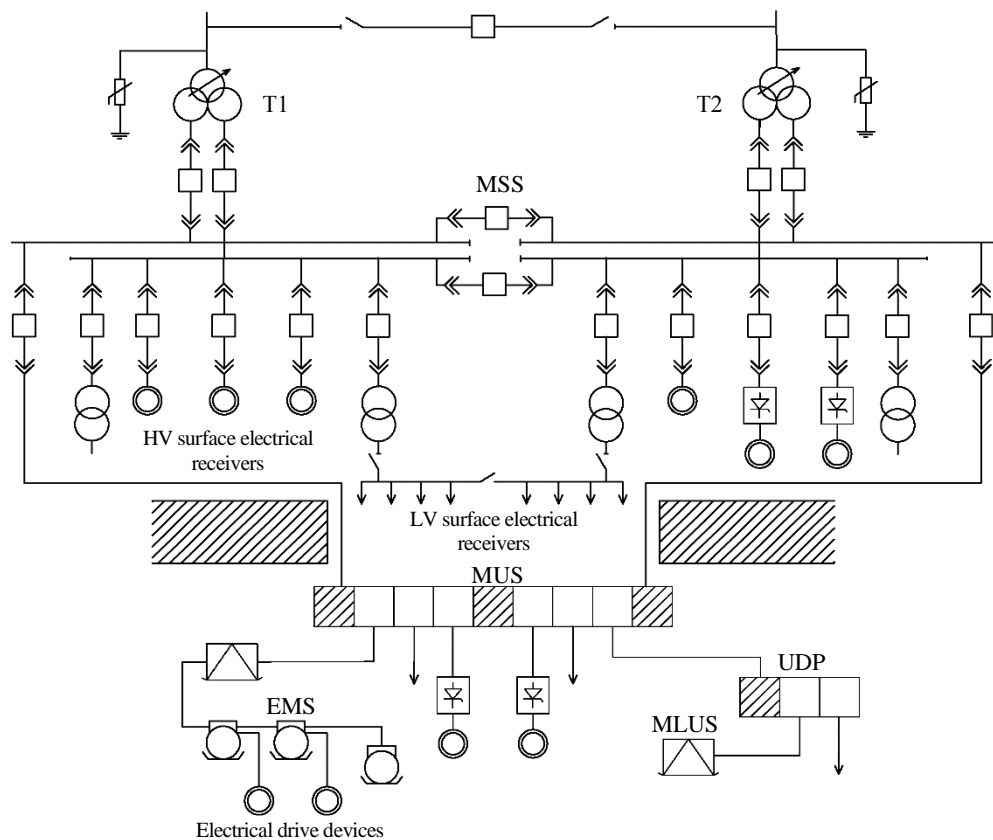 T1
T2
MSS
HV surface electrical
receivers
LV surface electrical
receivers
MUS
UDP
EMS
MLUS
Electrical drive devices